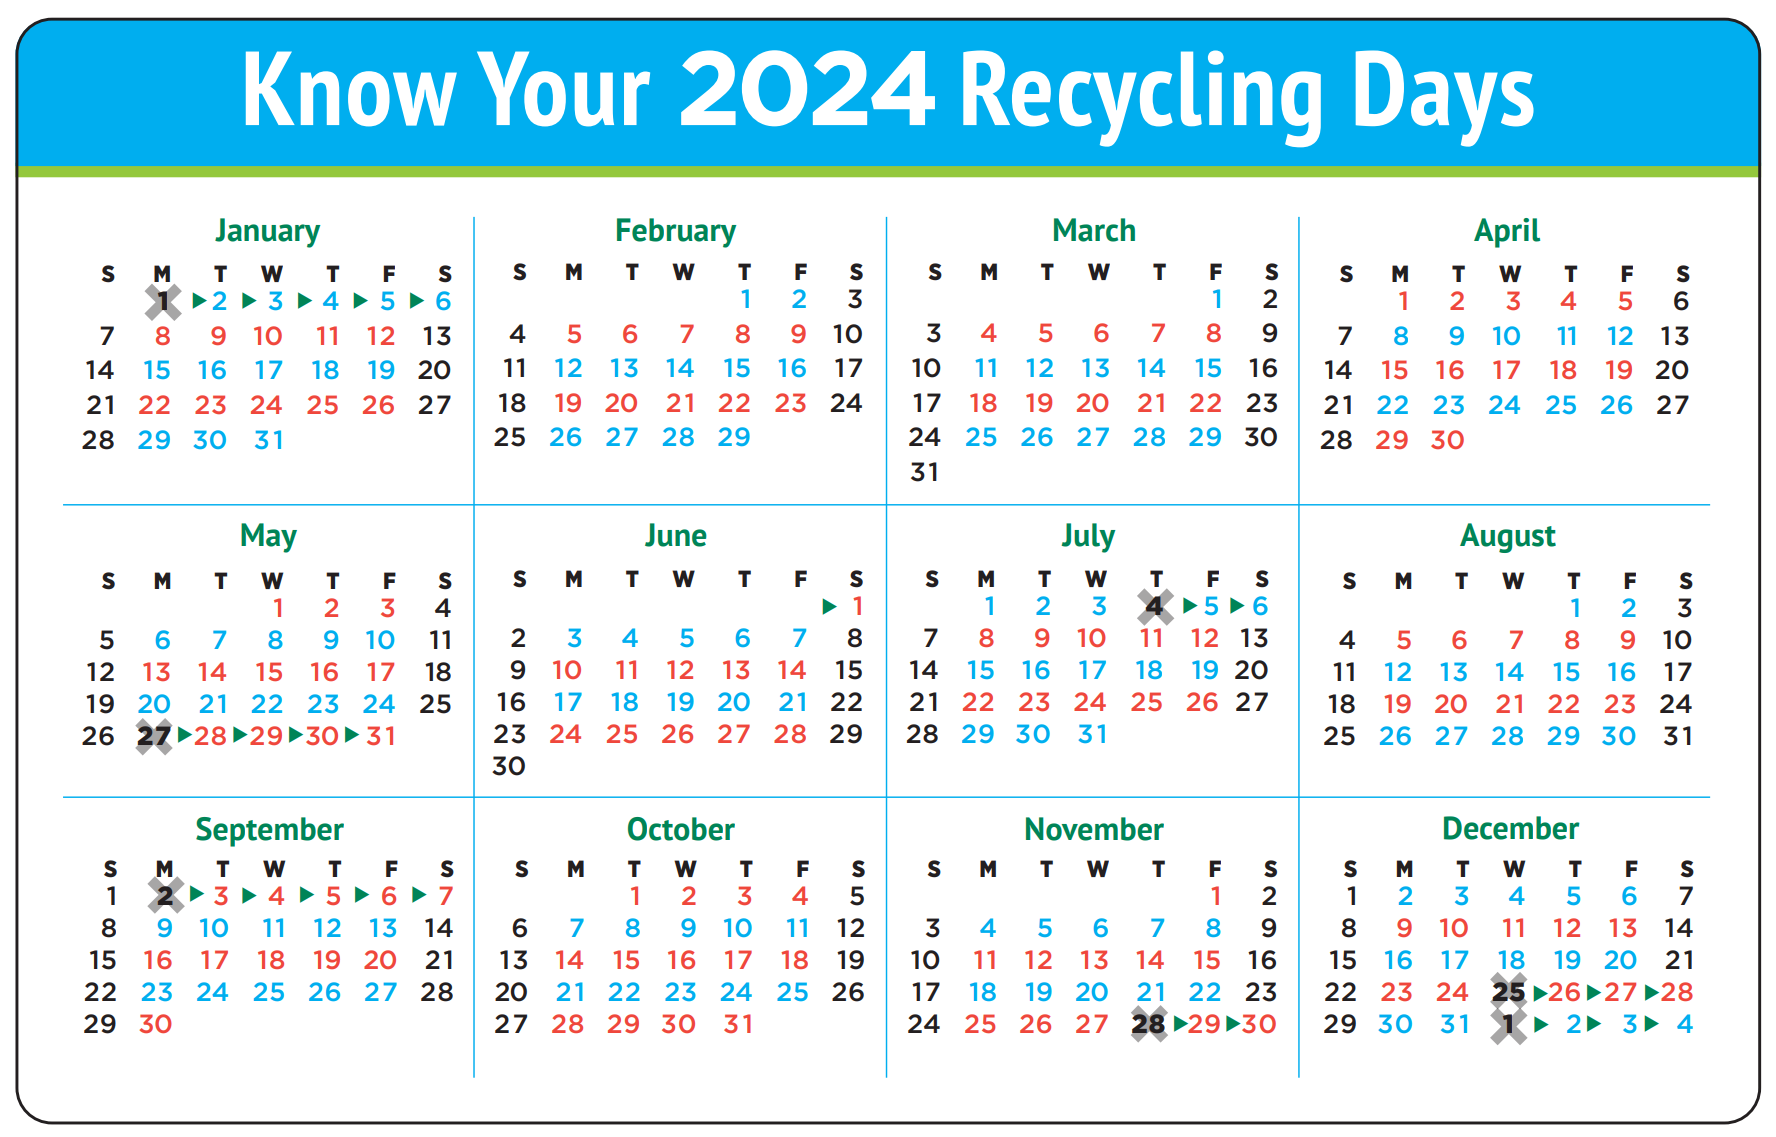 Know Your 2024 Recycling Days
January
S M T W T F S
1 2 3 4 5 6
7 8 9 10 11 12 13
14 15 16 17 18 19 20
21 22 23 24 25 26 27
28 29 30 31
February
S M T W T F S
1 2 3
4 5 6 7 8 9 10
11 12 13 14 15 16 17
18 19 20 21 22 23 24
25 26 27 28 29
March
S M T W T F S
1 2
3 4 5 6 7 8 9
10 11 12 13 14 15 16
17 18 19 20 21 22 23
24 25 26 27 28 29 30
31
April
S M T W T F S
1 2 3 4 5 6
7 8 9 10 11 12 13
14 15 16 17 18 19 20
21 22 23 24 25 26 27
28 29 30
May
S M T W T F S
1 2 3 4
5 6 7 8 9 10 11
12 13 14 15 16 17 18
19 20 21 22 23 24 25
26 27 28 29 30 31
June
S M T W T F S
1
2 3 4 5 6 7 8
9 10 11 12 13 14 15
16 17 18 19 20 21 22
23 24 25 26 27 28 29
30
July
S M T W T F S
1 2 3 4 5 6
7 8 9 10 11 12 13
14 15 16 17 18 19 20
21 22 23 24 25 26 27
28 29 30 31
August
S M T W T F S
1 2 3
4 5 6 7 8 9 10
11 12 13 14 15 16 17
18 19 20 21 22 23 24
25 26 27 28 29 30 31
September
S M T W T F S
1 2 3 4 5 6 7
8 9 10 11 12 13 14
15 16 17 18 19 20 21
22 23 24 25 26 27 28
29 30
October
S M T W T F S
1 2 3 4 5
6 7 8 9 10 11 12
13 14 15 16 17 18 19
20 21 22 23 24 25 26
27 28 29 30 31
November
S M T W T F S
1 2
3 4 5 6 7 8 9
10 11 12 13 14 15 16
17 18 19 20 21 22 23
24 25 26 27 28 29 30
December
S M T W T F S
1 2 3 4 5 6 7
8 9 10 11 12 13 14
15 16 17 18 19 20 21
22 23 24 25 26 27 28
29 30 31 1 2 3 4